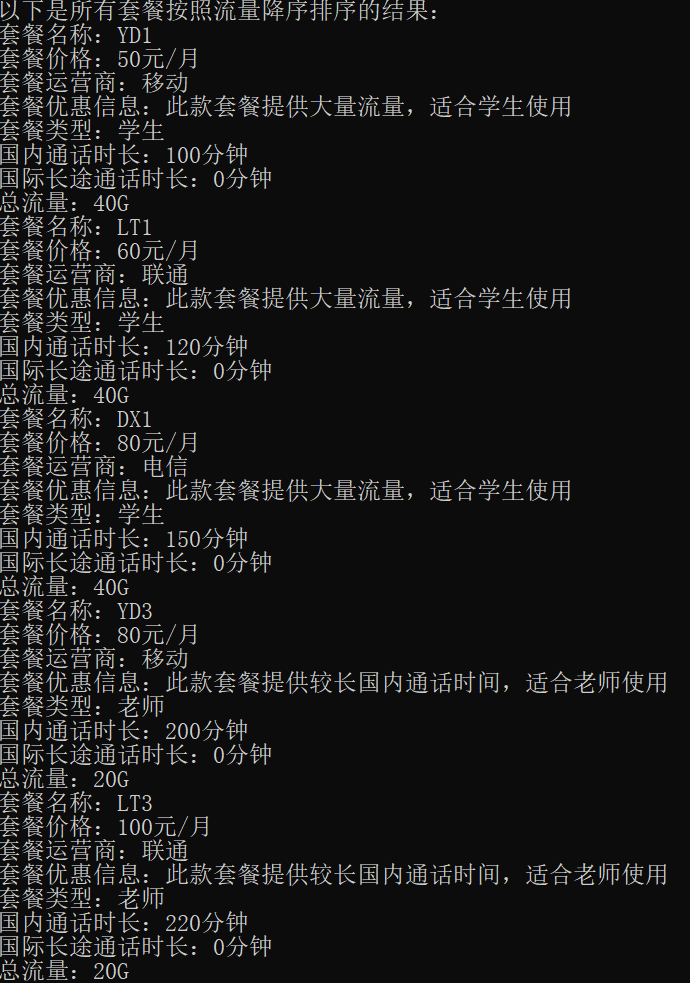 以下是所有套餐按照流量降序排序的结果：
套餐名称：YD1
套餐价格：50元/月
套餐运营商：移动
套餐优惠信息：此款套餐提供大量流量，适合学生使用
套餐类型：学生
国内通话时长：100分钟
国际长途通话时长：0分钟
总流量：40G
套餐名称：LT1
套餐价格：60元/月
套餐运营商：联通
套餐优惠信息：此款套餐提供大量流量，适合学生使用
套餐类型：学生
国内通话时长：120分钟
国际长途通话时长：0分钟
总流量：40G
套餐名称：DX1
套餐价格：80元/月
套餐运营商：电信
套餐优惠信息：此款套餐提供大量流量，适合学生使用
套餐类型：学生
国内通话时长：150分钟
国际长途通话时长：0分钟
总流量：40G
套餐名称：YD3
套餐价格：80元/月
套餐运营商：移动
套餐优惠信息：此款套餐提供较长国内通话时间，适合老师使用
套餐类型：老师
国内通话时长：200分钟
国际长途通话时长：0分钟
总流量：20G
套餐名称：LT3
套餐价格：100元/月
套餐运营商：联通
套餐优惠信息：此款套餐提供较长国内通话时间，适合老师使用
套餐类型：老师
国内通话时长：220分钟
国际长途通话时长：0分钟
总流量：20G